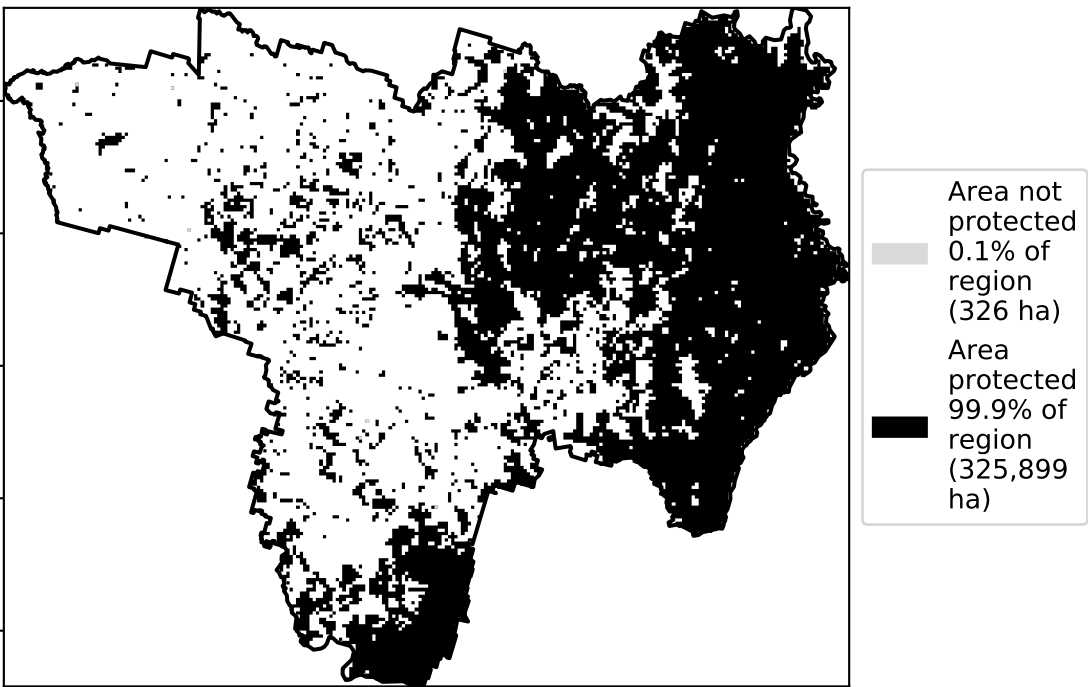 Area not
protected
0.1% of
region
(326 ha)
Area
protected
99.9% of
region
(325,899
ha)